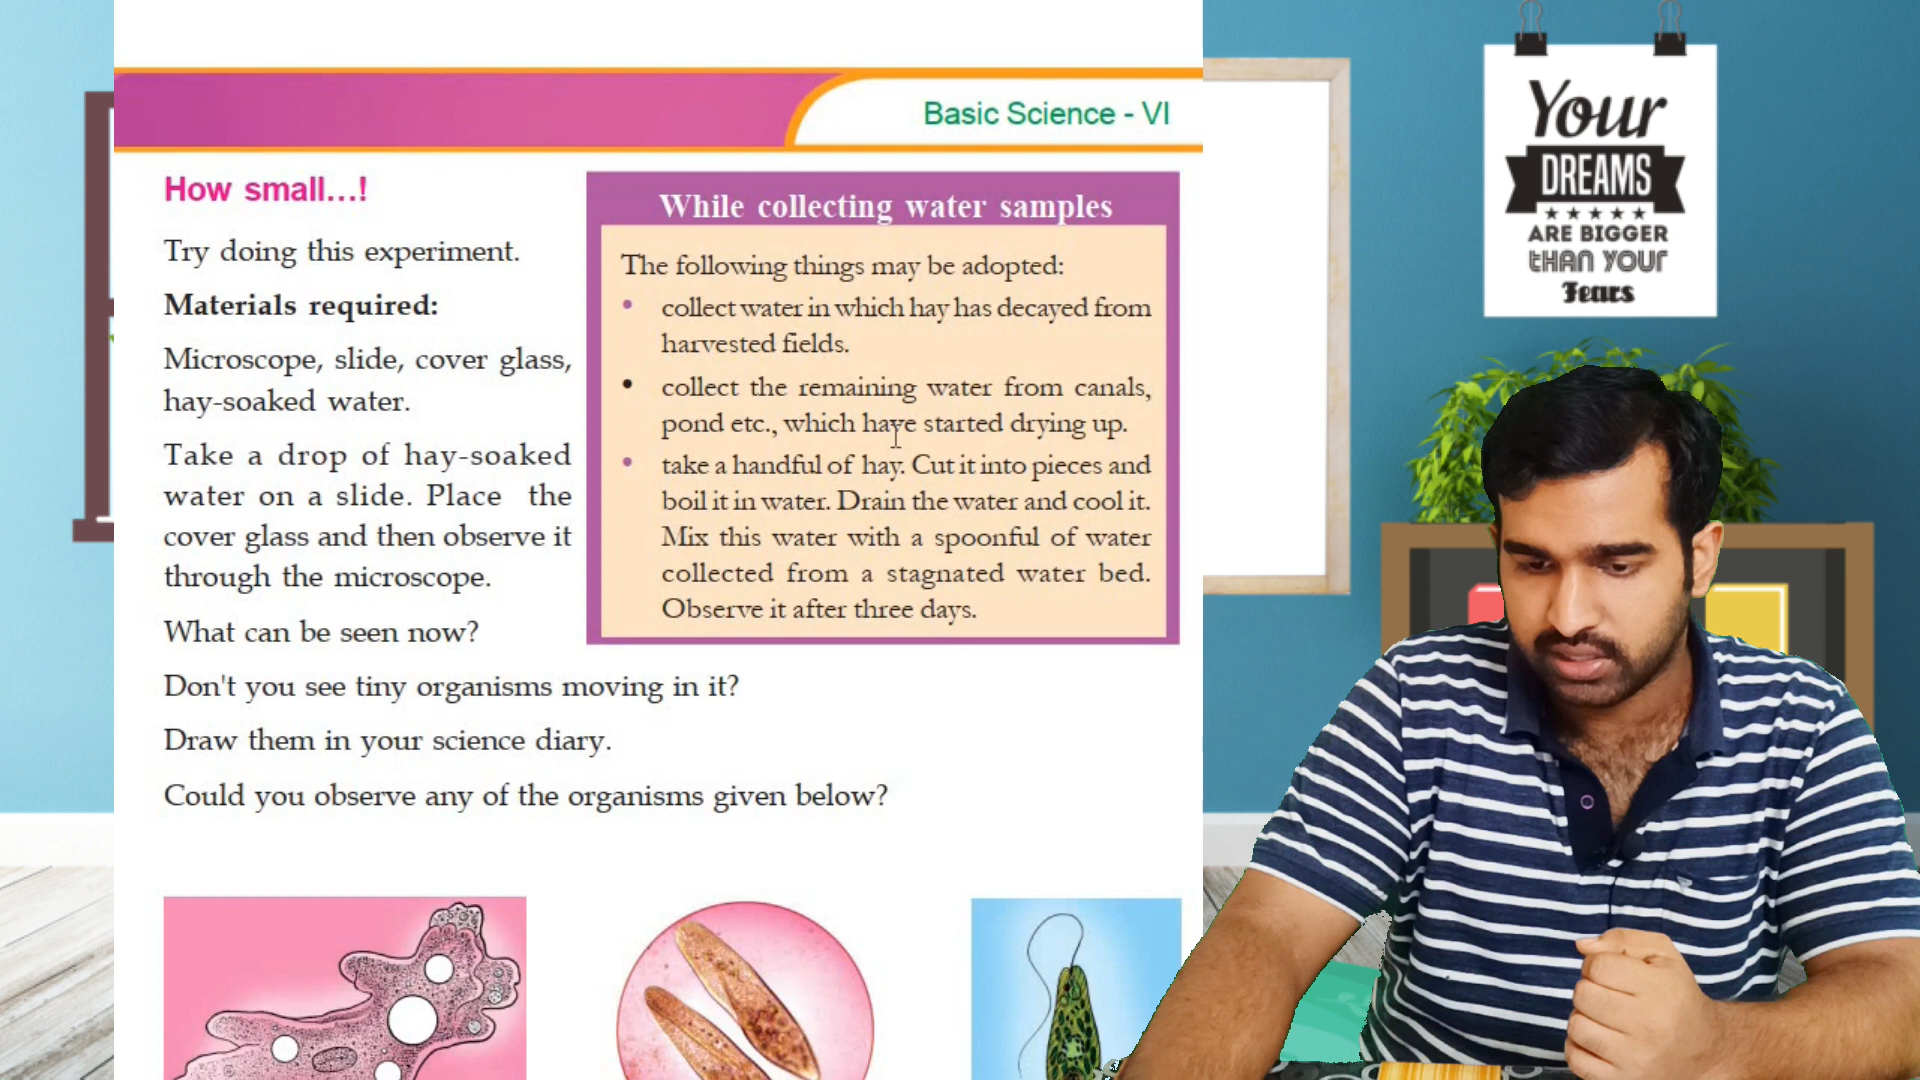 Basic Science - VI
How small...!
Try doing this experiment.
Materials required:
Microscope, slide, cover glass,
hay-soaked water.
Take a drop of hay-soaked
water on a slide. Place the
cover glass and then observe it
through the microscope.
What can be seen now?
Don't you see tiny organisms moving in it?
Draw them in your science diary.
Could you observe any of the organisms given below?
While collecting water samples
The following things may be adopted:
• collect water in which hay has decayed from
harvested fields.
• collect the remaining water from canals,
pond etc., which have started drying up.
• take a handful of hay. Cut it into pieces and
boil it in water. Drain the water and cool it.
Mix this water with a spoonful of water
collected from a stagnated water bed.
Observe it after three days.
Your
DREAMS
ARE BIGGER
THAN YOUR
Fears